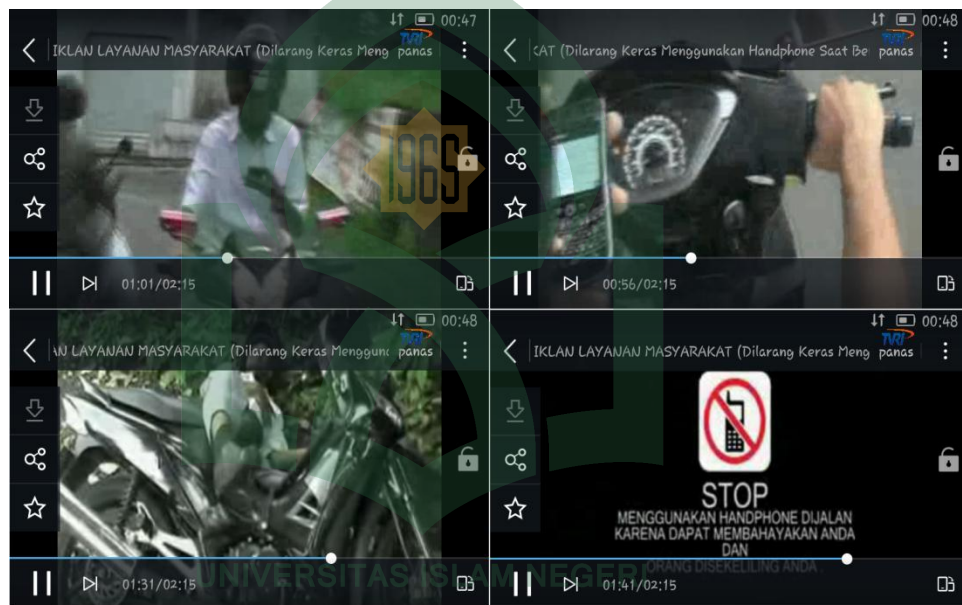 00:47
TVRI
IKLAN LAYANAN MASYARAKAT (Dilarang Keras Meng panas
1965
01:01/02:15
00:48
TVRI
KAT (Dilarang Keras Menggunakan Handphone Saat Be panas
00:56/02:15
00:48
TVRI
AN LAYANAN MASYARAKAT (Dilarang Keras Menggunc panas
01:31/02:15
00:48
TVRI
IKLAN LAYANAN MASYARAKAT (Dilarang Keras Meng panas
STOP
MENGGUNAKAN HANDPHONE DIJALAN
KARENA DAPAT MEMBAHAYAKAN ANDA
DAN
ORANG DISEKELILING ANDA
01:41/02:15
UNIVERSITAS ISLAM NEGERI